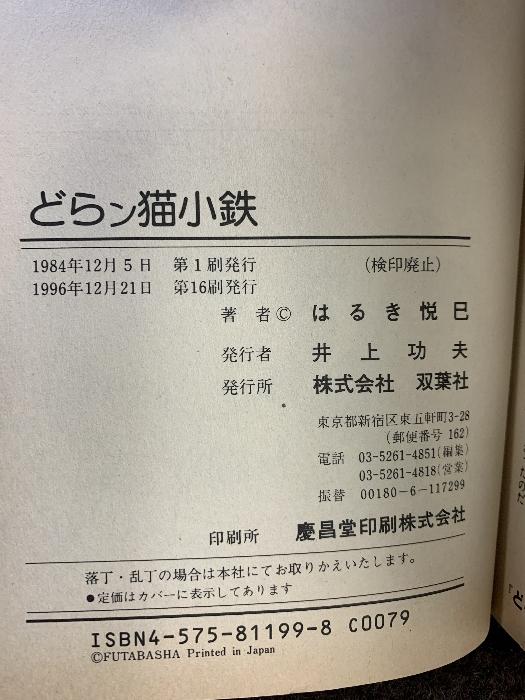 どらン猫小鉄
1984年12月5日 第1刷発行 (検印廃止)
1996年12月21日 第16刷発行
著者© はるき悦巳
発行者 井上功夫
発行所 株式会社 双葉社
東京都新宿区東五軒町3-28
(郵便番号 162)
電話 03-5261-4851(編集)
03-5261-4818(営業)
振替 00180-6-117299
印刷所 慶昌堂印刷株式会社
落丁・乱丁の場合は本社にてお取りかえいたします。
●定価はカバーに表示してあります
ISBN4-575-81199-8 C0079
©FUTABASHA Printed in Japan